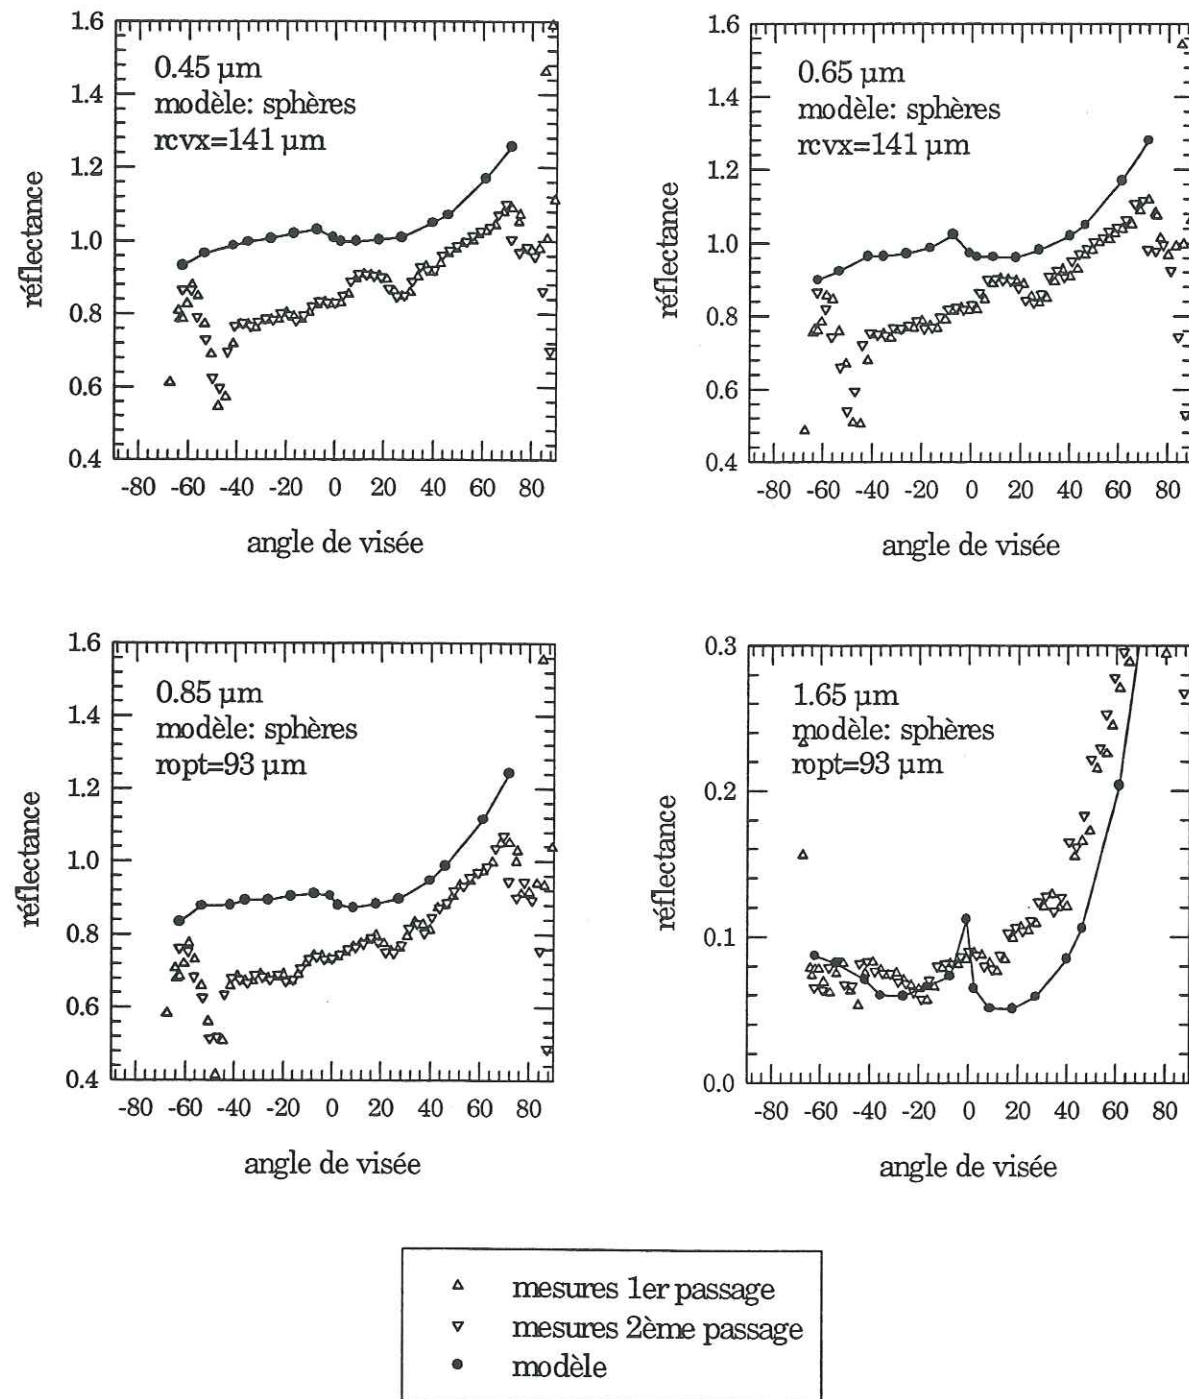 1.6
1.4
1.2
1.0
0.8
0.6
0.4
réflectance
0.45 µm
modèle: sphères
rcvx=141 µm
-80 -60 -40 -20 0 20 40 60 80
angle de visée
1.6
1.4
1.2
1.0
0.8
0.6
0.4
réflectance
0.65 µm
modèle: sphères
rcvx=141 µm
-80 -60 -40 -20 0 20 40 60 80
angle de visée
1.6
1.4
1.2
1.0
0.8
0.6
0.4
réflectance
0.85 µm
modèle: sphères
ropt=93 µm
-80 -60 -40 -20 0 20 40 60 80
angle de visée
0.3
0.2
0.1
0.0
réflectance
1.65 µm
modèle: sphères
ropt=93 µm
-80 -60 -40 -20 0 20 40 60 80
angle de visée
mesures 1er passage
mesures 2ème passage
modèle